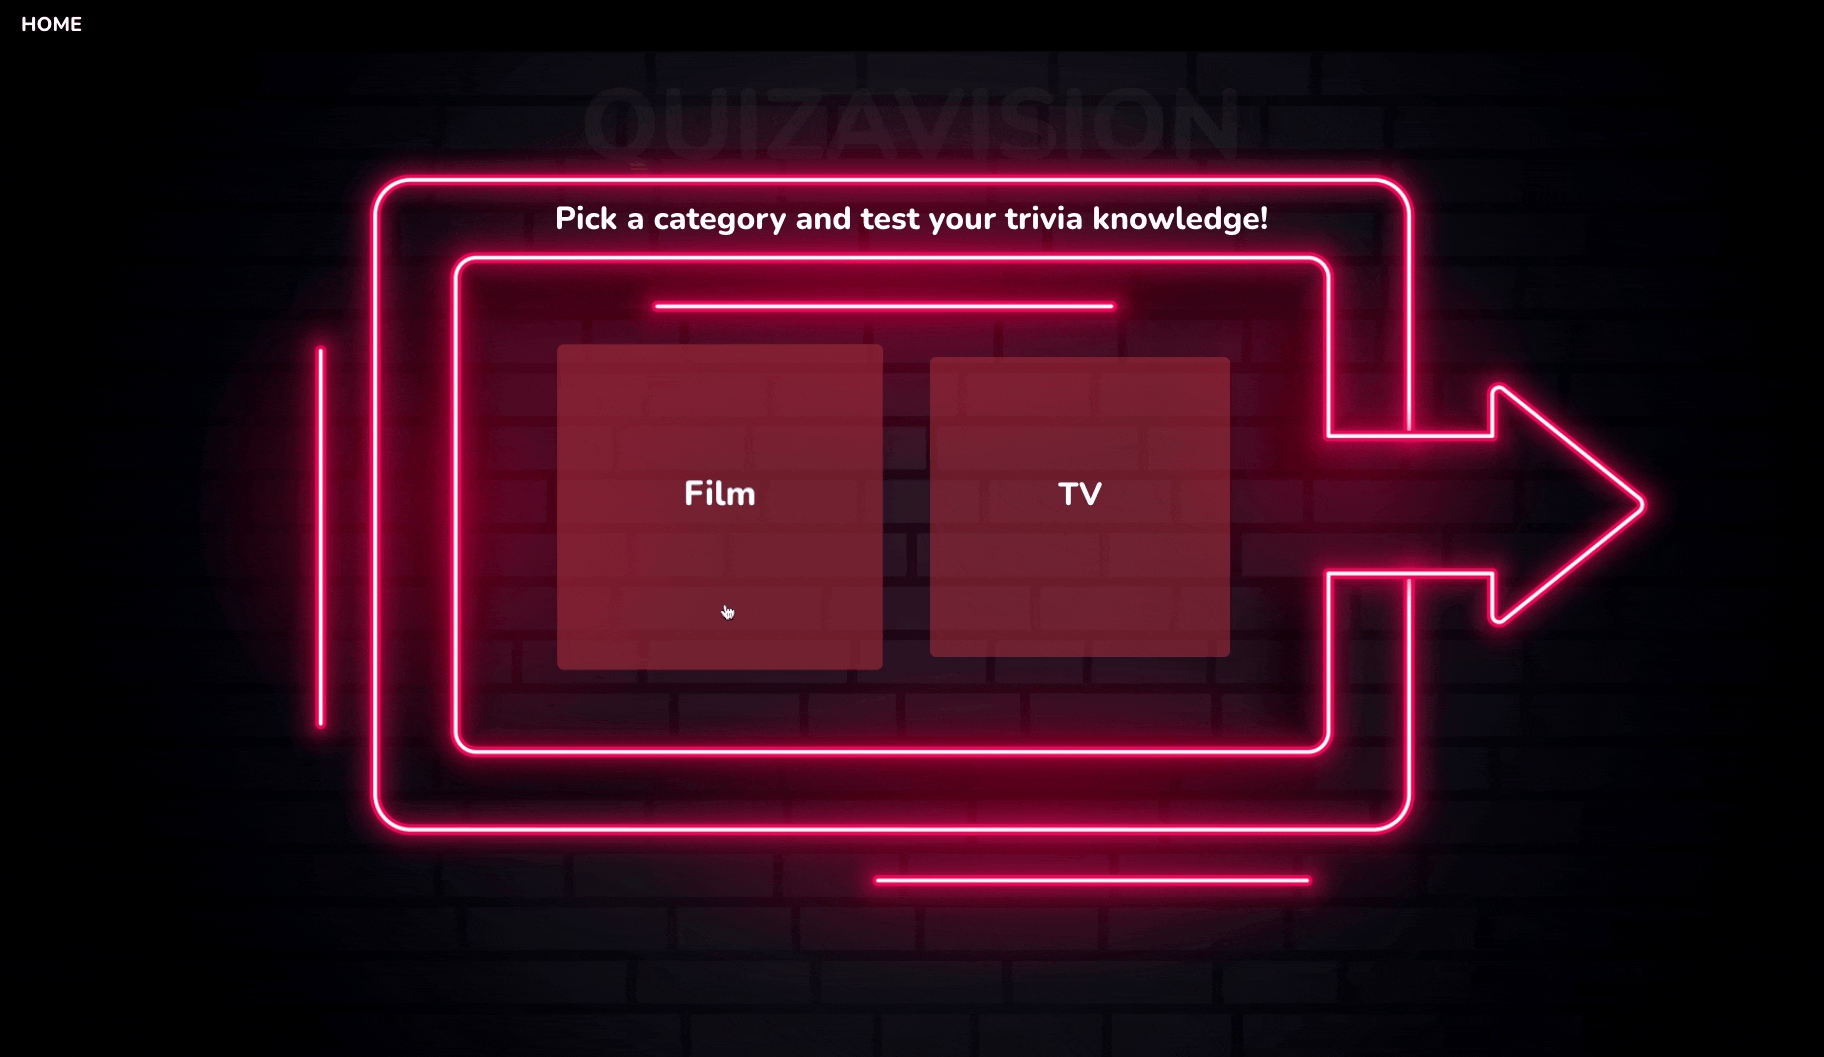 HOME
QUIZAVISION
Pick a category and test your trivia knowledge!
Film
TV